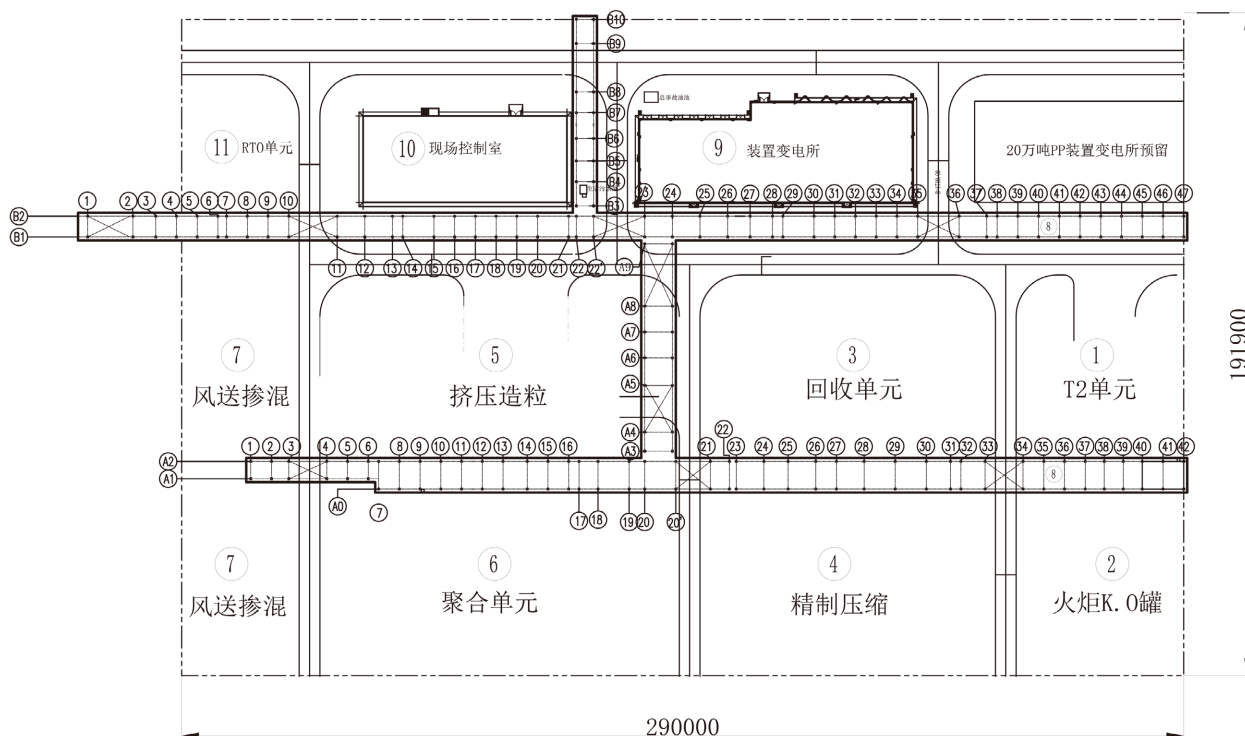 B10
B9
B8
B7
B6
B5
B4
B3
总事故油池
11 RTO单元
10 现场控制室
9 装置变电所
20万吨PP装置变电所预留
1 2 3 4 5 6 7 8 9 10 23 24 25 26 27 28 29 30 31 32 33 34 35 36 37 38 39 40 41 42 43 44 45 46 47
B2
B1
8
11 12 13 14 15 16 17 18 19 20 21 22 22'
A9
A8
A7
A6
A5
A4
A3
191900
7 5 3 1
风送掺混 挤压造粒 回收单元 T2单元
22
1 2 3 4 5 6 8 9 10 11 12 13 14 15 16 21 23 24 25 26 27 28 29 30 31 32 33 34 35 36 37 38 39 40 41 42
A2
A1
8
A0 7 17 18 19 20 20'
7 6 4 2
风送掺混 聚合单元 精制压缩 火炬K.O罐
290000